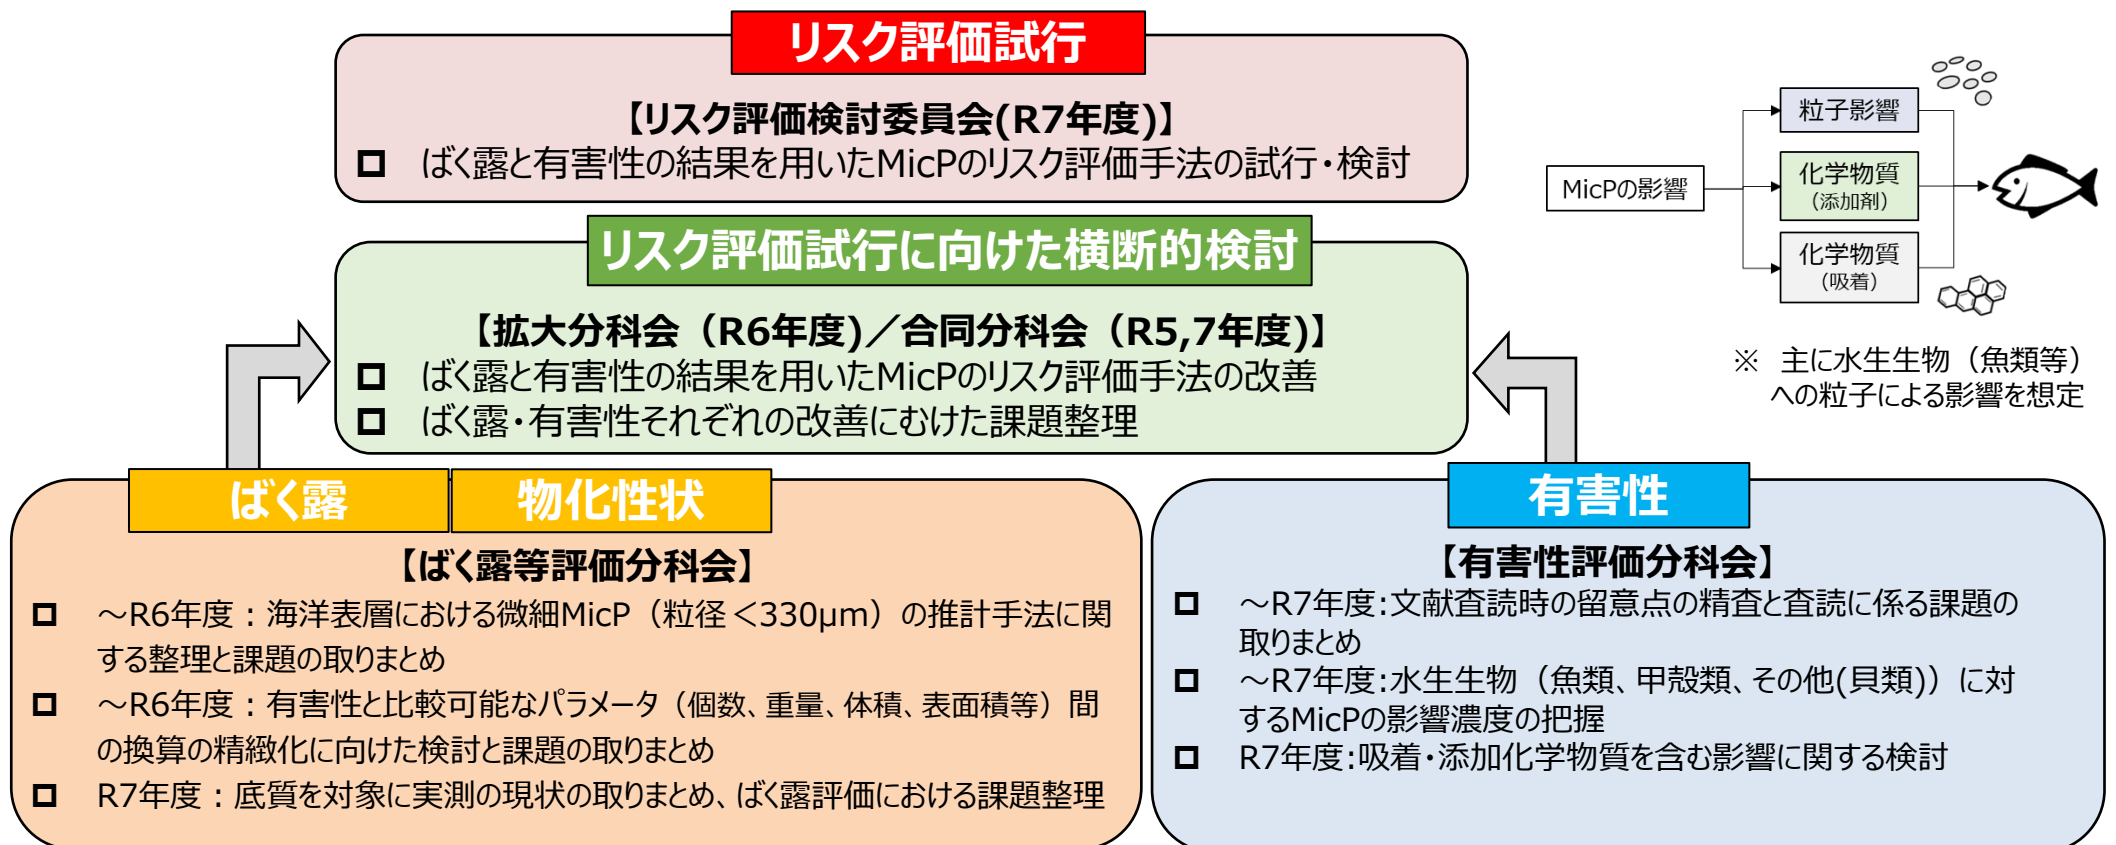 リスク評価試行
【リスク評価検討委員会(R7年度)】
ばく露と有害性の結果を用いたMicPのリスク評価手法の試行・検討
リスク評価試行に向けた横断的検討
【拡大分科会（R6年度)／合同分科会（R5,7年度)】
ばく露と有害性の結果を用いたMicPのリスク評価手法の改善
ばく露・有害性それぞれの改善にむけた課題整理
MicPの影響
粒子影響
化学物質
（添加剤）
化学物質
（吸着）
※　主に水生生物（魚類等）
への粒子による影響を想定
ばく露
物化性状
【ばく露等評価分科会】
～R6年度：海洋表層における微細MicP（粒径＜330μm）の推計手法に関
する整理と課題の取りまとめ
～R6年度：有害性と比較可能なパラメータ（個数、重量、体積、表面積等）間
の換算の精緻化に向けた検討と課題の取りまとめ
R7年度：底質を対象に実測の現状の取りまとめ、ばく露評価における課題整理
有害性
【有害性評価分科会】
～R7年度:文献査読時の留意点の精査と査読に係る課題の
取りまとめ
～R7年度:水生生物（魚類、甲殻類、その他(貝類)）に対
するMicPの影響濃度の把握
R7年度:吸着・添加化学物質を含む影響に関する検討